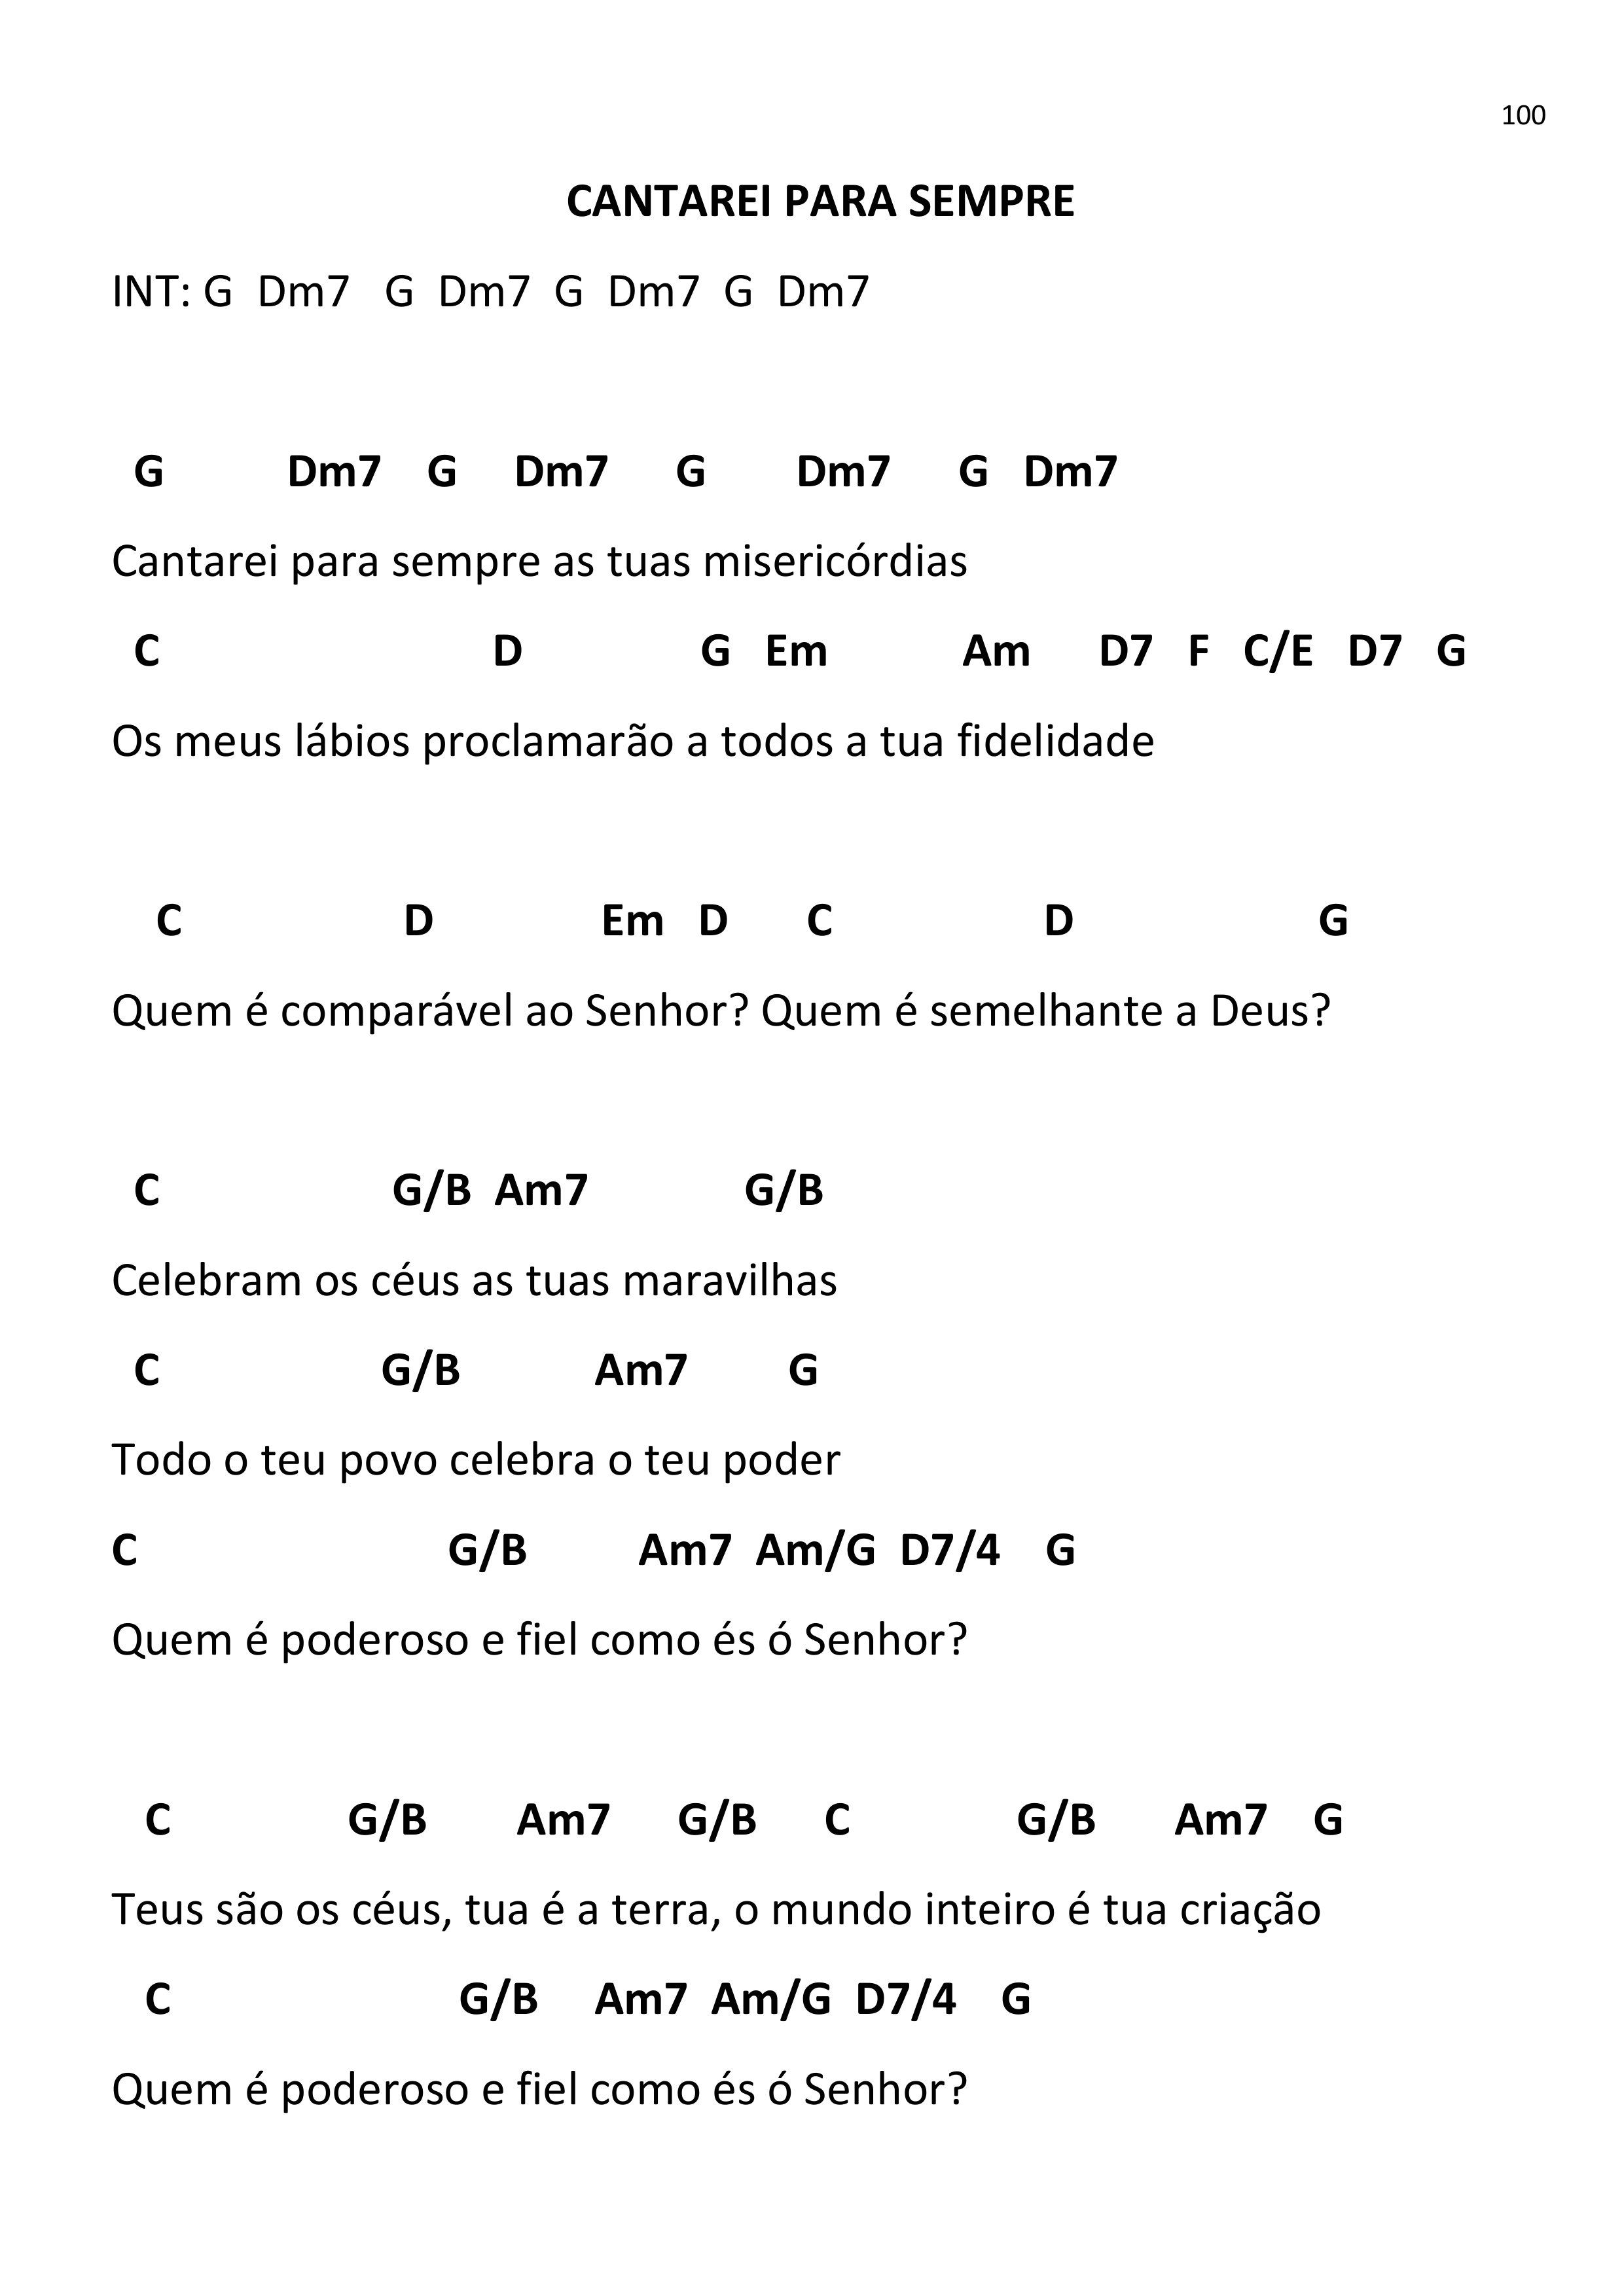 100
CANTAREI PARA SEMPRE
INT: G Dm7 G Dm7 G Dm7 G Dm7
G Dm7 G Dm7 G Dm7 G Dm7
Cantarei para sempre as tuas misericórdias
C D G Em Am D7 F C/E D7 G
Os meus lábios proclamarão a todos a tua fidelidade
C D Em D C D G
Quem é comparável ao Senhor? Quem é semelhante a Deus?
C G/B Am7 G/B
Celebram os céus as tuas maravilhas
C G/B Am7 G
Todo o teu povo celebra o teu poder
C G/B Am7 Am/G D7/4 G
Quem é poderoso e fiel como és ó Senhor?
C G/B Am7 G/B C G/B Am7 G
Teus são os céus, tua é a terra, o mundo inteiro é tua criação
C G/B Am7 Am/G D7/4 G
Quem é poderoso e fiel como és ó Senhor?